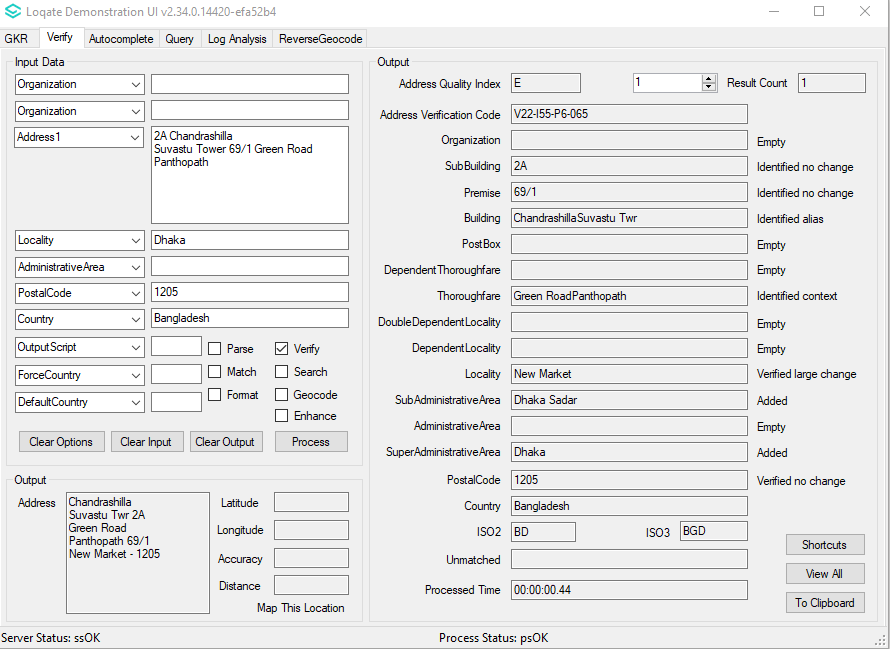 Loqate Demonstration UI v2.34.0.14420-efa52b4
GKR Verify Autocomplete Query Log Analysis ReverseGeocode
Input Data
Organization
Organization
Address1 2A Chandrashilla
Suvastu Tower 69/1 Green Road
Panthopath
Locality Dhaka
AdministrativeArea
PostalCode 1205
Country Bangladesh
OutputScript Parse Verify
ForceCountry Match Search
DefaultCountry Format Geocode
Enhance
Clear Options Clear Input Clear Output Process
Output
Address Chandrashilla
Suvastu Twr 2A
Green Road
Panthopath 69/1
New Market - 1205
Latitude
Longitude
Accuracy
Distance
Map This Location
Output
Address Quality Index E 1 Result Count 1
Address Verification Code V22-I55-P6-065
Organization Empty
SubBuilding 2A Identified no change
Premise 69/1 Identified no change
Building ChandrashillaSuvastu Twr Identified alias
PostBox Empty
DependentThoroughfare Empty
Thoroughfare Green RoadPanthopath Identified context
DoubleDependentLocality Empty
DependentLocality Empty
Locality New Market Verified large change
SubAdministrativeArea Dhaka Sadar Added
AdministrativeArea Empty
SuperAdministrativeArea Dhaka Added
PostalCode 1205 Verified no change
Country Bangladesh
ISO2 BD ISO3 BGD
Unmatched
Processed Time 00:00:00.44
Shortcuts
View All
To Clipboard
Server Status: ssOK Process Status: psOK